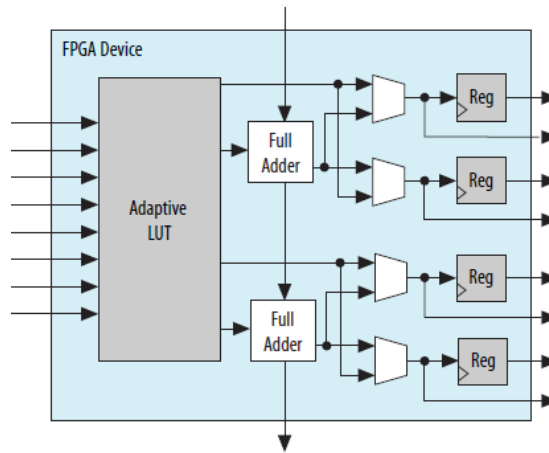 FPGA Device
Adaptive
LUT
Full
Adder
Reg
Reg
Full
Adder
Reg
Reg